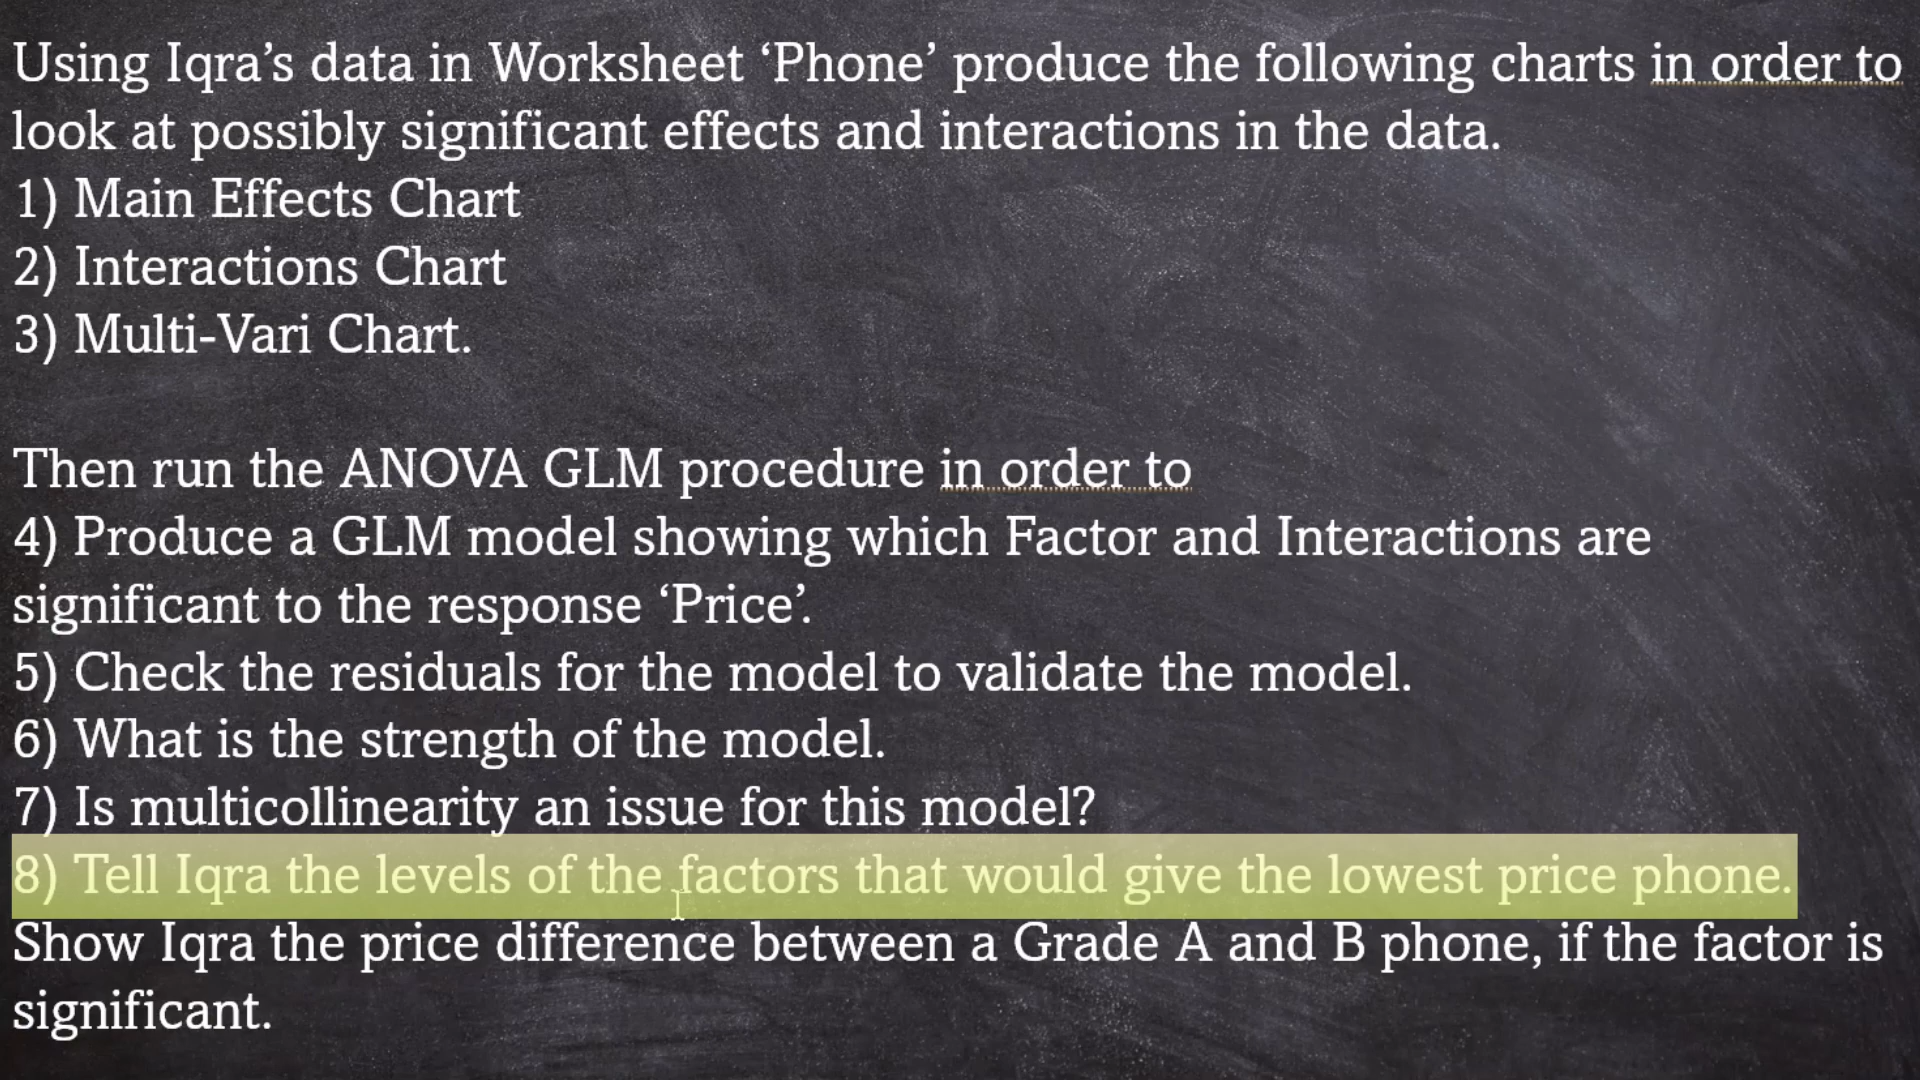 Using Iqra’s data in Worksheet ‘Phone’ produce the following charts in order to
look at possibly significant effects and interactions in the data.
1) Main Effects Chart
2) Interactions Chart
3) Multi-Vari Chart.
Then run the ANOVA GLM procedure in order to
4) Produce a GLM model showing which Factor and Interactions are
significant to the response ‘Price’.
5) Check the residuals for the model to validate the model.
6) What is the strength of the model.
7) Is multicollinearity an issue for this model?
8) Tell Iqra the levels of the factors that would give the lowest price phone.
Show Iqra the price difference between a Grade A and B phone, if the factor is
significant.